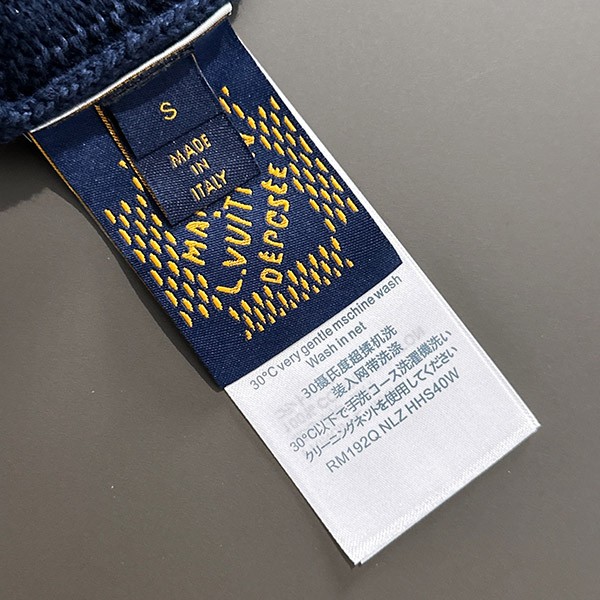 S
MADE
IN
ITALY
L.VUIT
DEPOSEE
30°C very gentle mschine wash
Wash in net
30摄氏度超揉机洗
装入网带洗涤
30°C以下で手洗コース洗濯機洗い
クリーニングネットを使用してください
RM192Q NLZ HHS40W